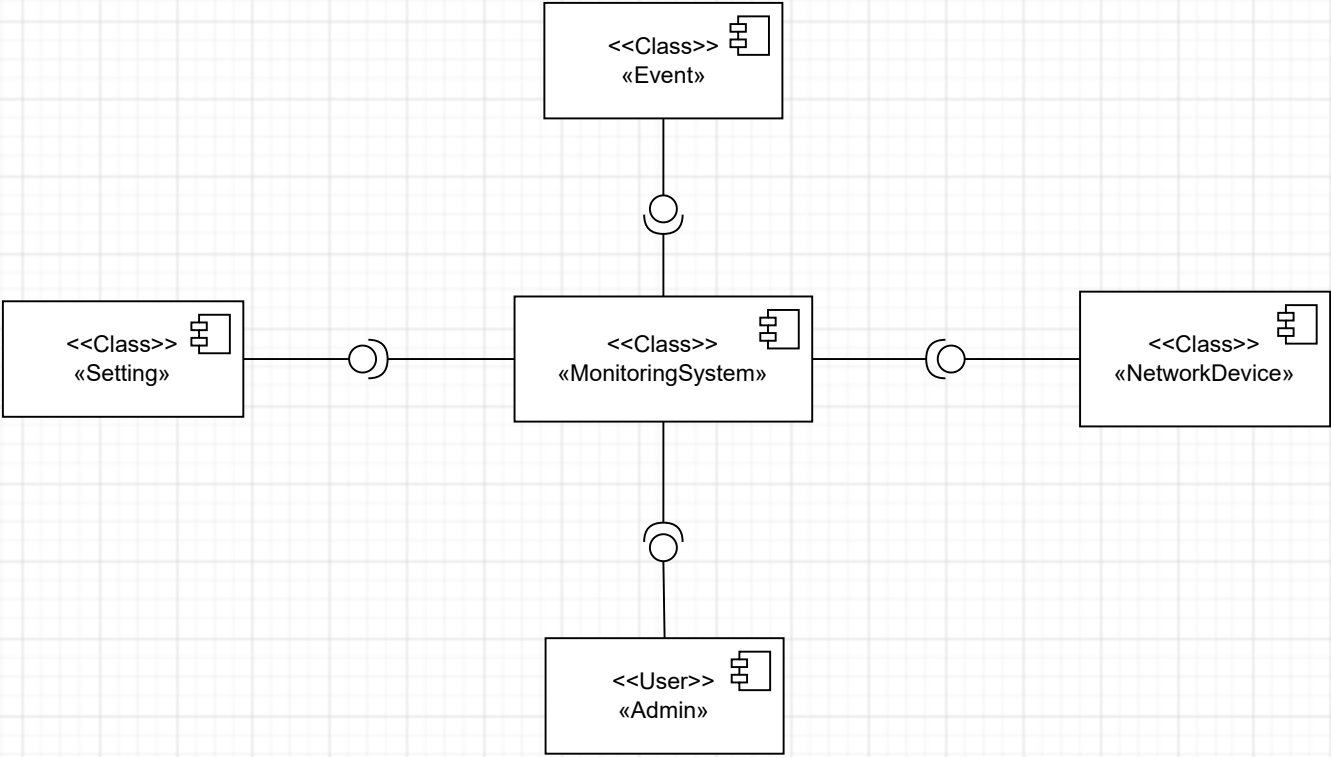 <<Class>>
«Event»
<<Class>>
«Setting»
<<Class>>
«MonitoringSystem»
<<Class>>
«NetworkDevice»
<<User>>
«Admin»